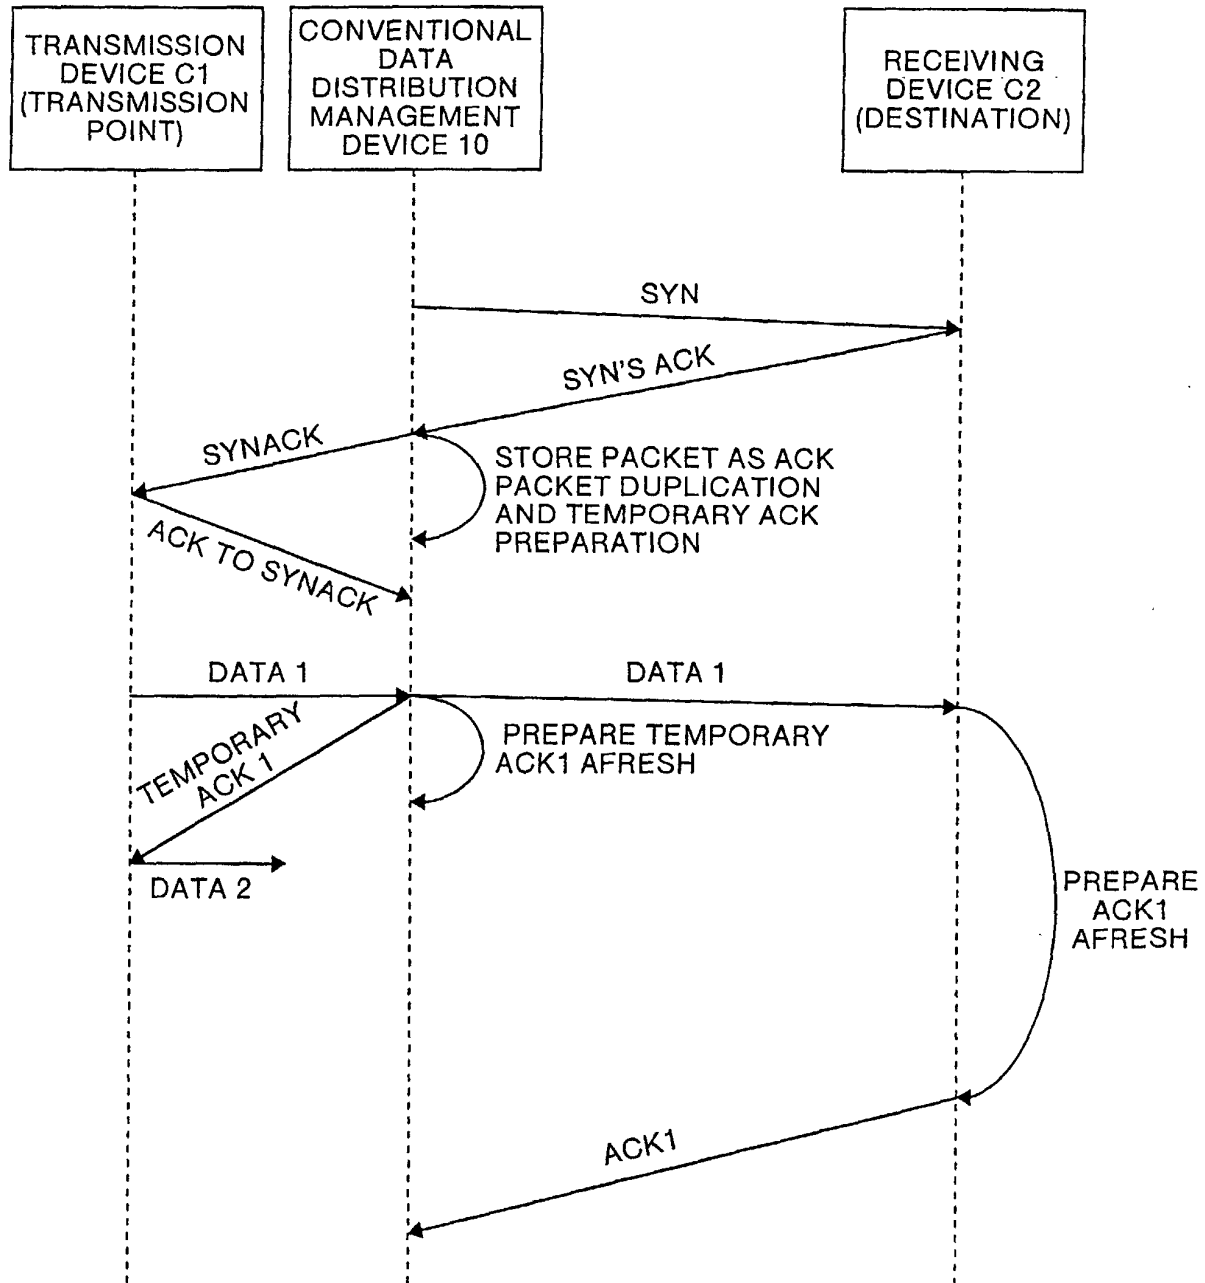 TRANSMISSION
DEVICE C1
(TRANSMISSION
POINT)
CONVENTIONAL
DATA
DISTRIBUTION
MANAGEMENT
DEVICE 10
RECEIVING
DEVICE C2
(DESTINATION)
SYN
SYN'S ACK
SYNACK
STORE PACKET AS ACK
PACKET DUPLICATION
AND TEMPORARY ACK
PREPARATION
ACK TO SYNACK
DATA 1
DATA 1
TEMPORARY
ACK 1
PREPARE TEMPORARY
ACK1 AFRESH
DATA 2
PREPARE
ACK1
AFRESH
ACK1